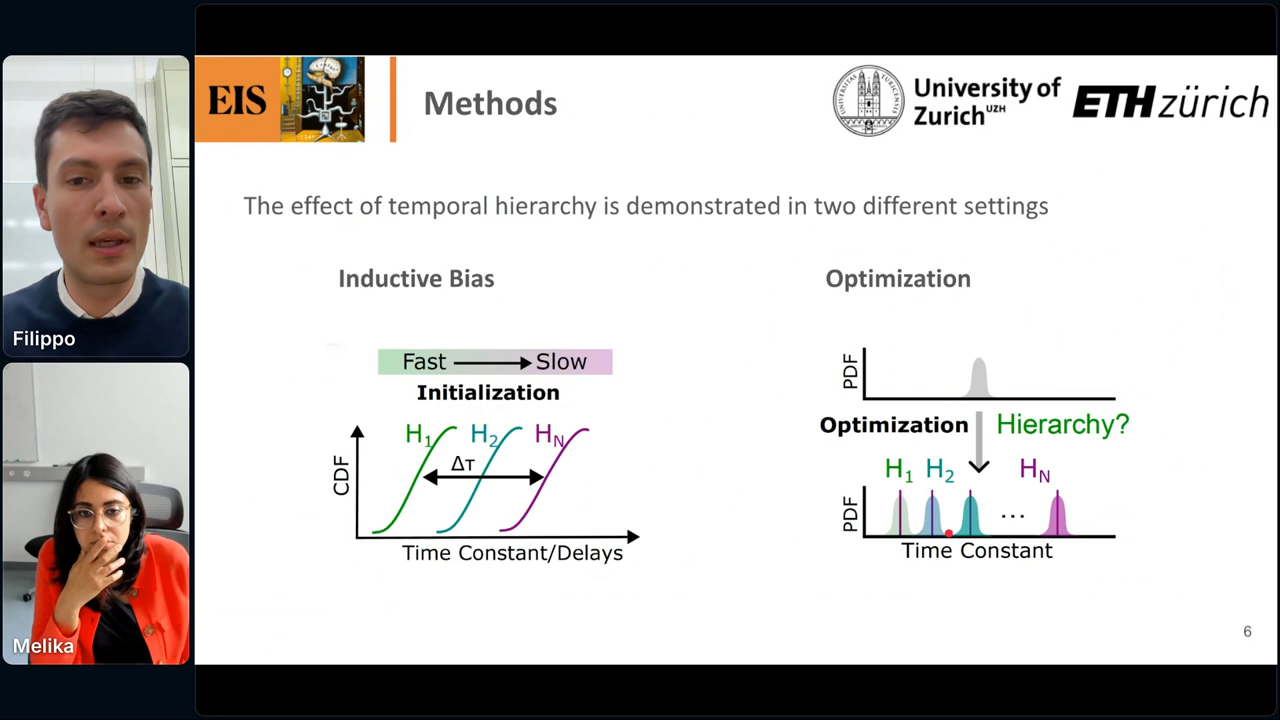 Filippo
Melika
EIS
Methods
University of
Zurich UZH
ETH zürich
The effect of temporal hierarchy is demonstrated in two different settings
Inductive Bias
Fast
Slow
Initialization
H1
H2
HN
Δτ
CDF
Time Constant/Delays
Optimization
PDF
Optimization
Hierarchy?
H1
H2
HN
...
PDF
Time Constant
6